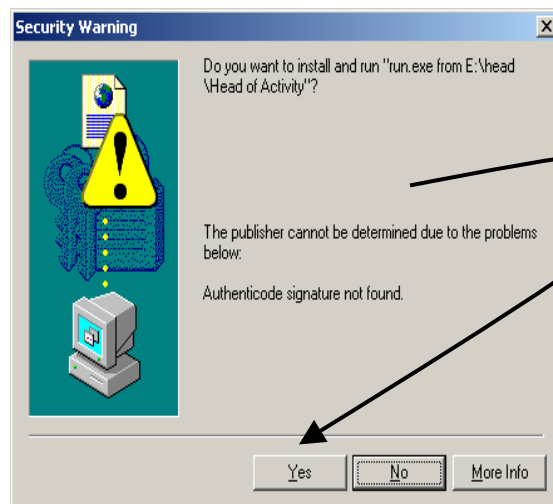 Security Warning
Do you want to install and run "run.exe from E:\head
\Head of Activity"?
The publisher cannot be determined due to the problems
below:
Authenticode signature not found.
Yes
No
More Info